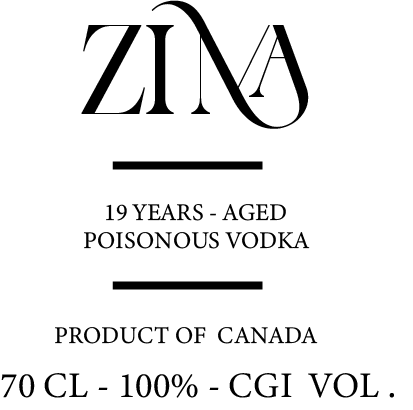 ZINA
19 YEARS - AGED
POISONOUS VODKA
PRODUCT OF CANADA
70 CL - 100% - CGI VOL .